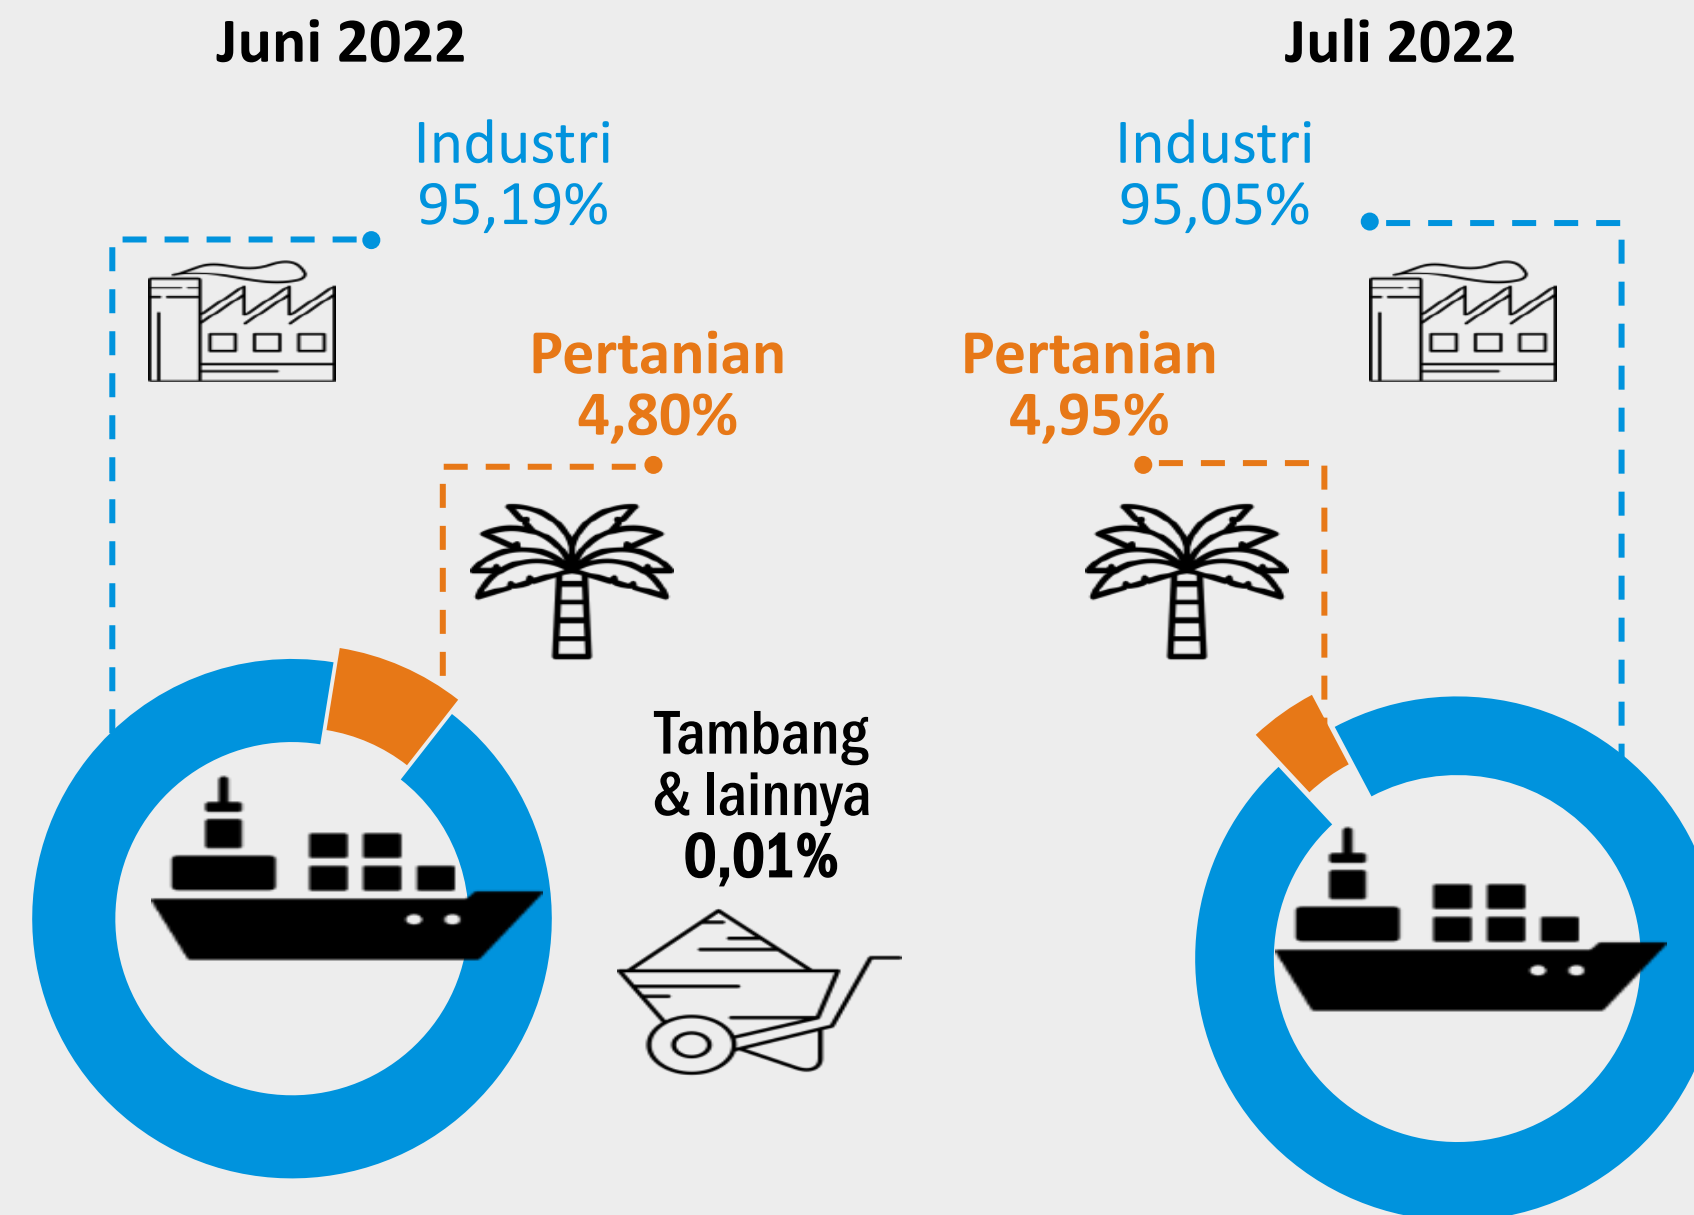 Juni 2022
Industri
95,19%
Pertanian
4,80%
Tambang
& lainnya
0,01%
Juli 2022
Industri
95,05%
Pertanian
4,95%